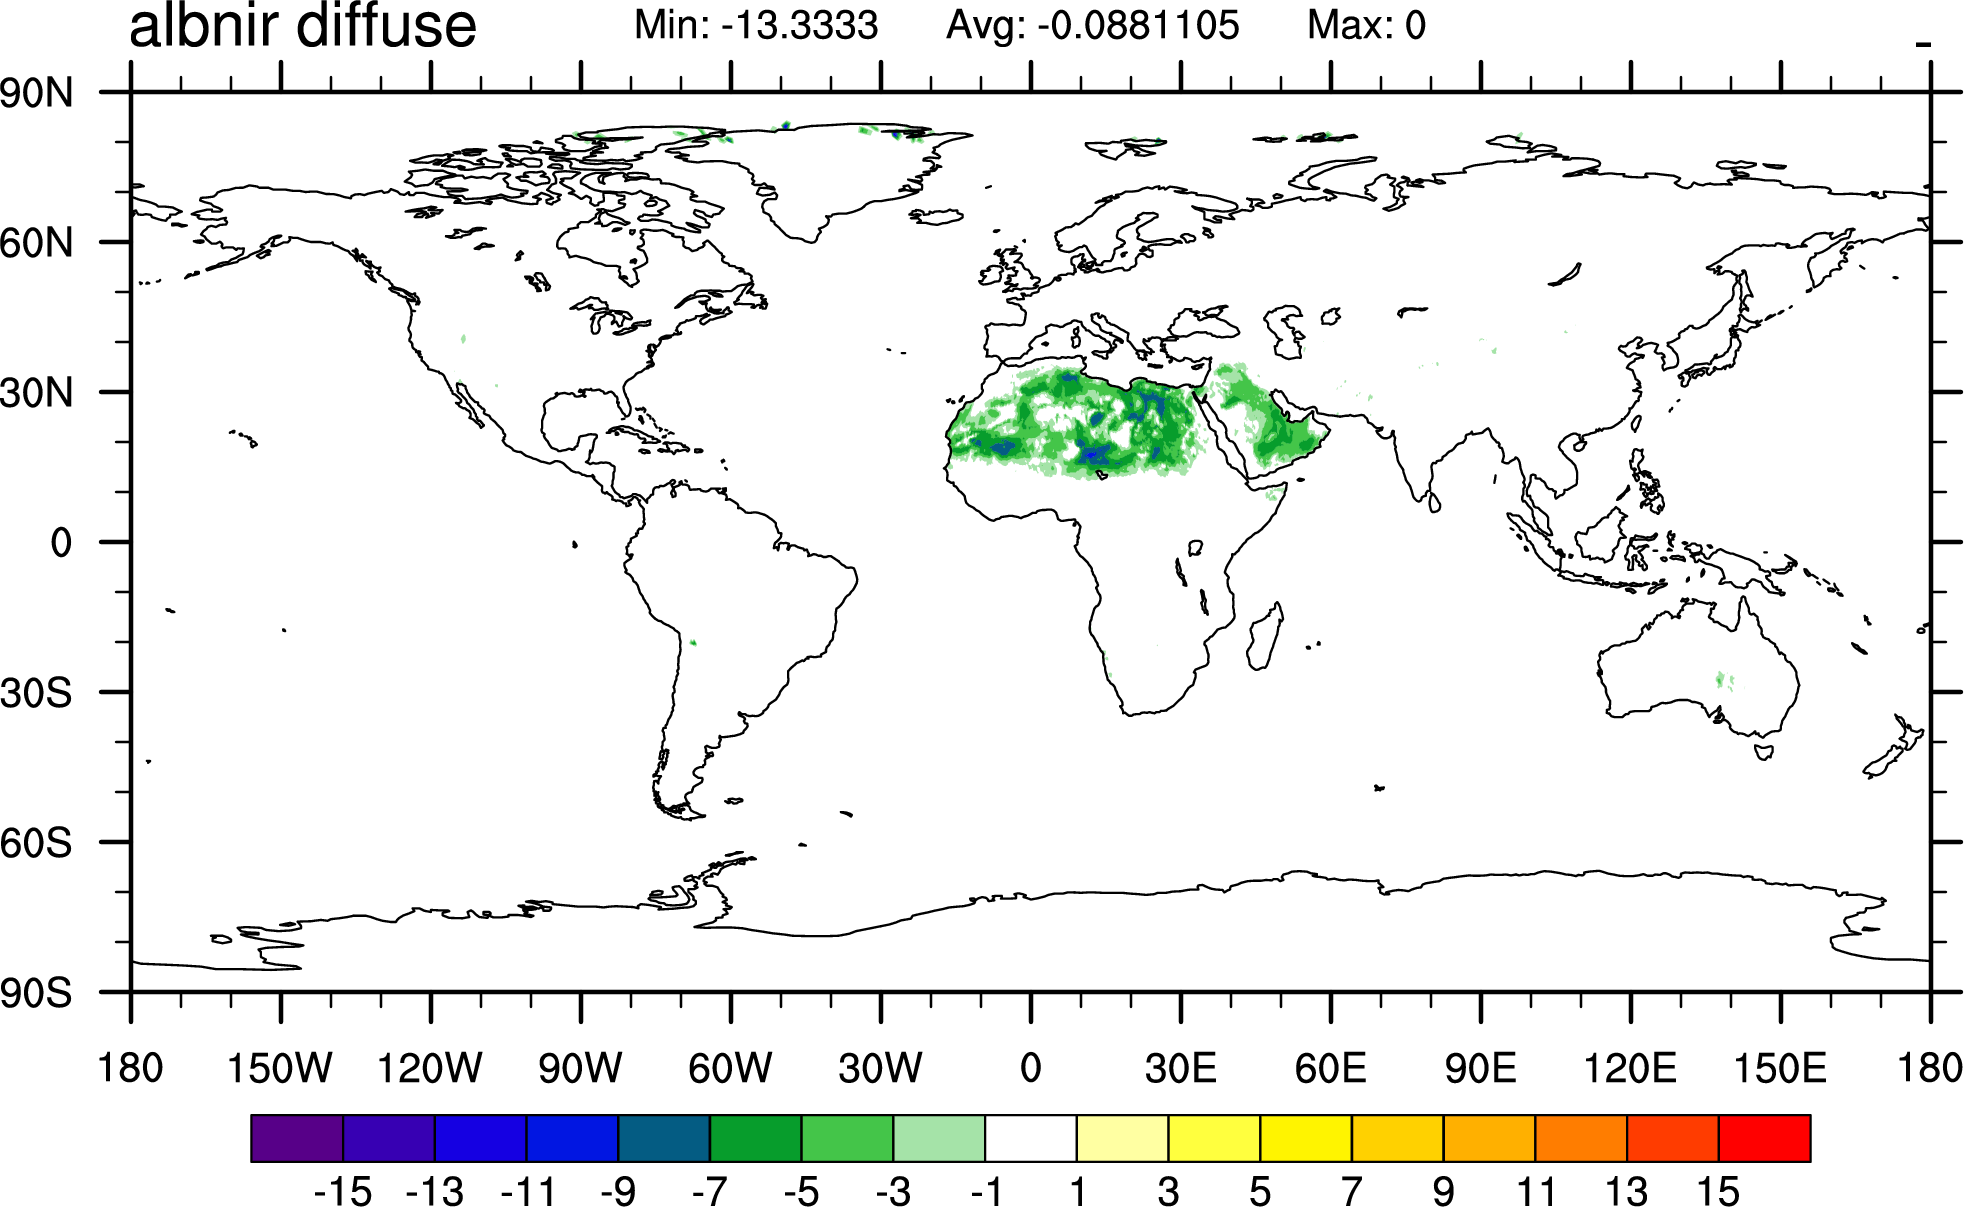 albnir diffuse Min: -13.3333 Avg: -0.0881105 Max: 0
-
90N
60N
30N
0
30S
60S
90S
180 150W 120W 90W 60W 30W 0 30E 60E 90E 120E 150E 180
-15 -13 -11 -9 -7 -5 -3 -1 1 3 5 7 9 11 13 15